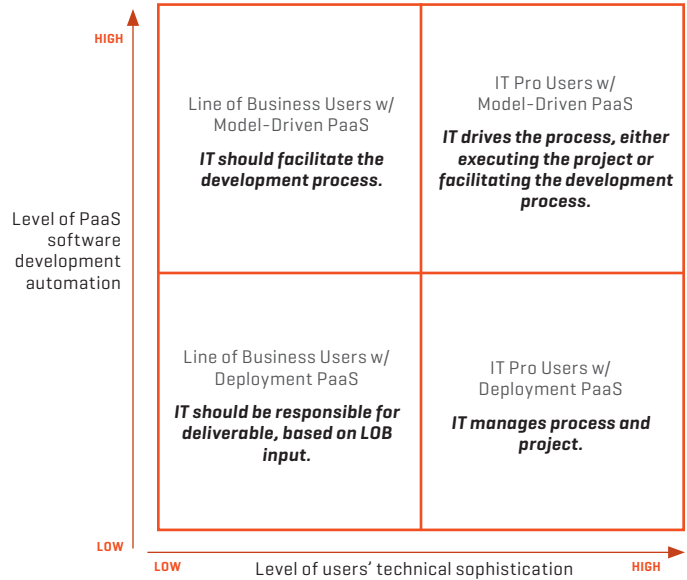 HIGH
Line of Business Users w/
Model-Driven PaaS
IT should facilitate the
development process.
IT Pro Users w/
Model-Driven PaaS
IT drives the process, either
executing the project or
facilitating the development
process.
Level of PaaS
software
development
automation
Line of Business Users w/
Deployment PaaS
IT should be responsible for
deliverable, based on LOB
input.
IT Pro Users w/
Deployment PaaS
IT manages process and
project.
LOW
LOW
Level of users' technical sophistication
HIGH